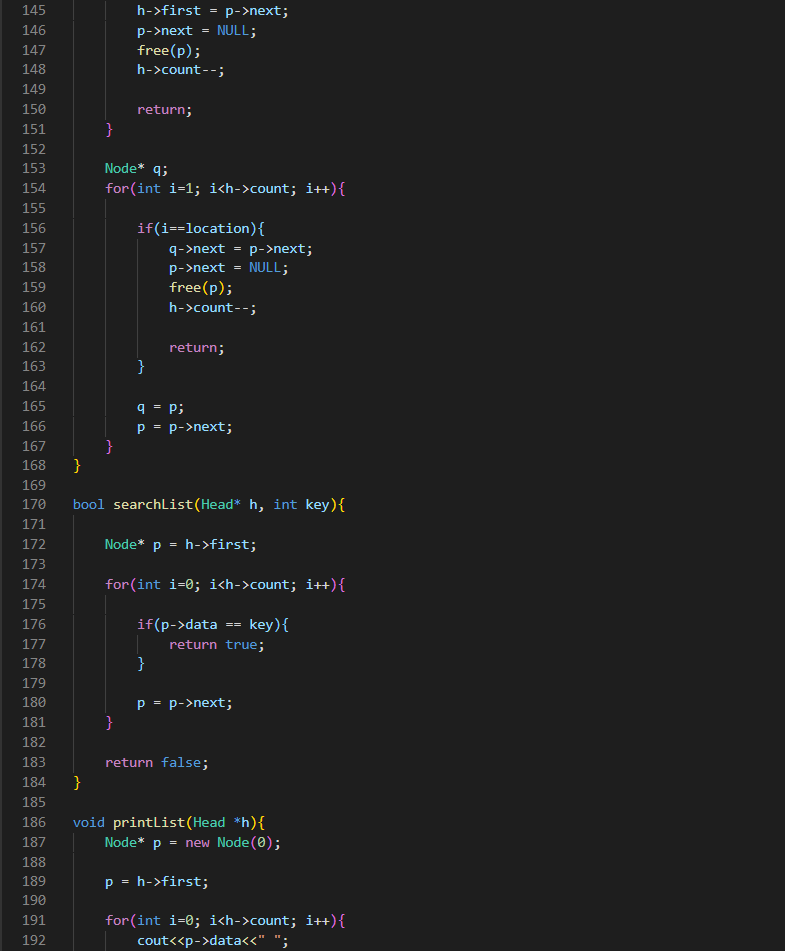 145 h->first = p->next;
146 p->next = NULL;
147 free(p);
148 h->count--;
149
150 return;
151 }
152
153 Node* q;
154 for(int i=1; i<h->count; i++){
155
156 if(i==location){
157 q->next = p->next;
158 p->next = NULL;
159 free(p);
160 h->count--;
161
162 return;
163 }
164
165 q = p;
166 p = p->next;
167 }
168 }
169
170 bool searchList(Head* h, int key){
171
172 Node* p = h->first;
173
174 for(int i=0; i<h->count; i++){
175
176 if(p->data == key){
177 return true;
178 }
179
180 p = p->next;
181 }
182
183 return false;
184 }
185
186 void printList(Head *h){
187 Node* p = new Node(0);
188
189 p = h->first;
190
191 for(int i=0; i<h->count; i++){
192 cout<<p->data<<" ";